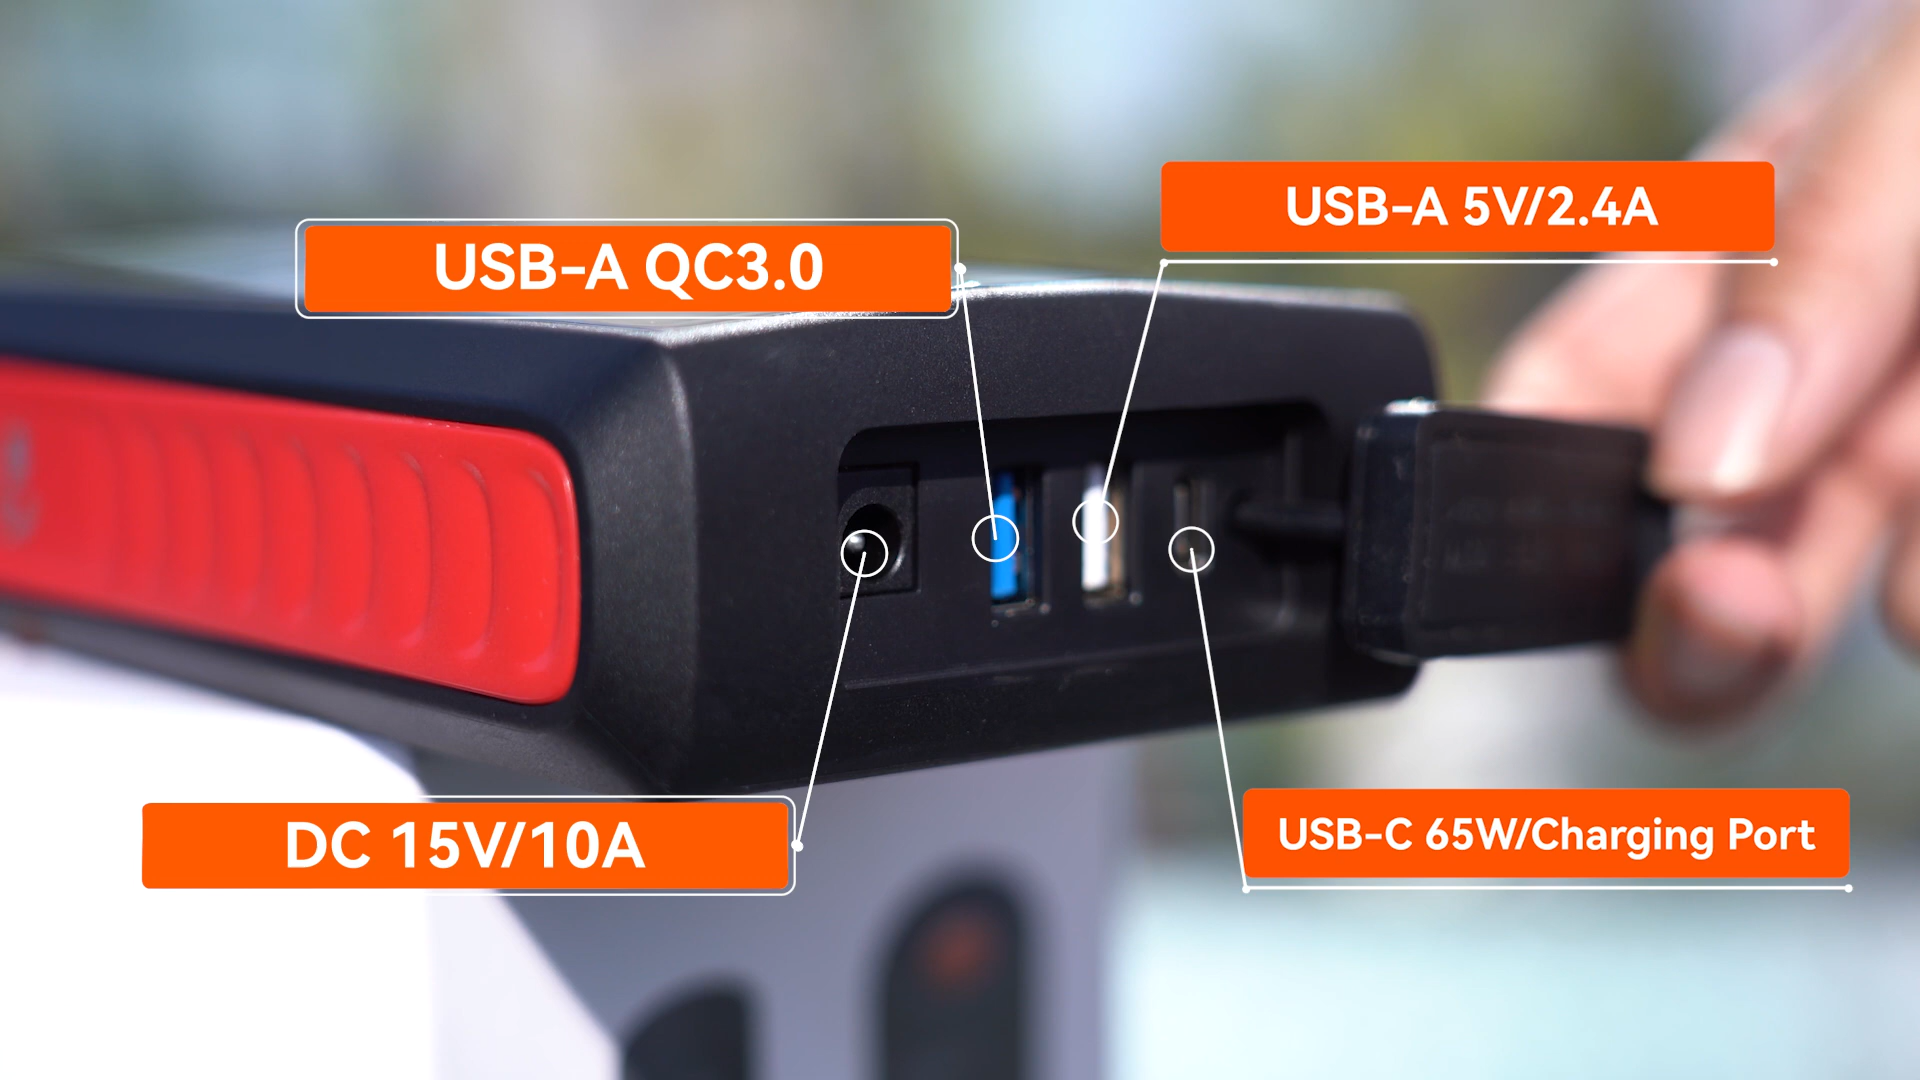 USB-A 5V/2.4A
USB-A QC3.0
DC 15V/10A
USB-C 65W/Charging Port